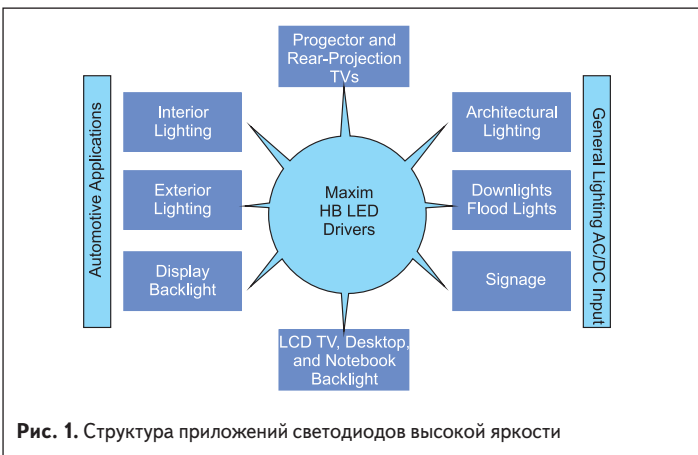 Progector and
Rear-Projection
TVs
Automotive Applications
Interior
Lighting
Exterior
Lighting
Display
Backlight
Maxim
HB LED
Drivers
Architectural
Lighting
Downlights
Flood Lights
Signage
General Lighting AC/DC Input
LCD TV, Desktop,
and Notebook
Backlight
Рис. 1. Структура приложений светодиодов высокой яркости